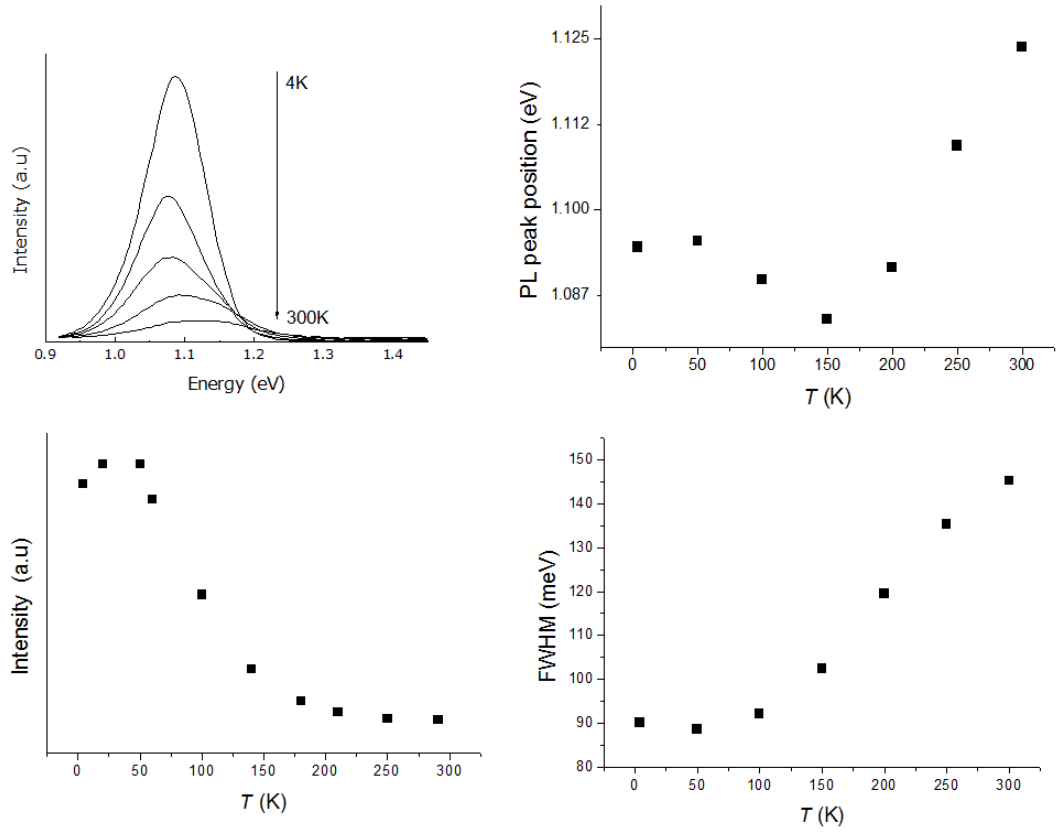 Intensity (a.u)
4K
300K
0.9 1.0 1.1 1.2 1.3 1.4
Energy (eV)
PL peak position (eV)
1.125
1.112
1.100
1.087
0 50 100 150 200 250 300
T (K)
Intensity (a.u)
0 50 100 150 200 250 300
T (K)
FWHM (meV)
150
140
130
120
110
100
90
80
0 50 100 150 200 250 300
T (K)